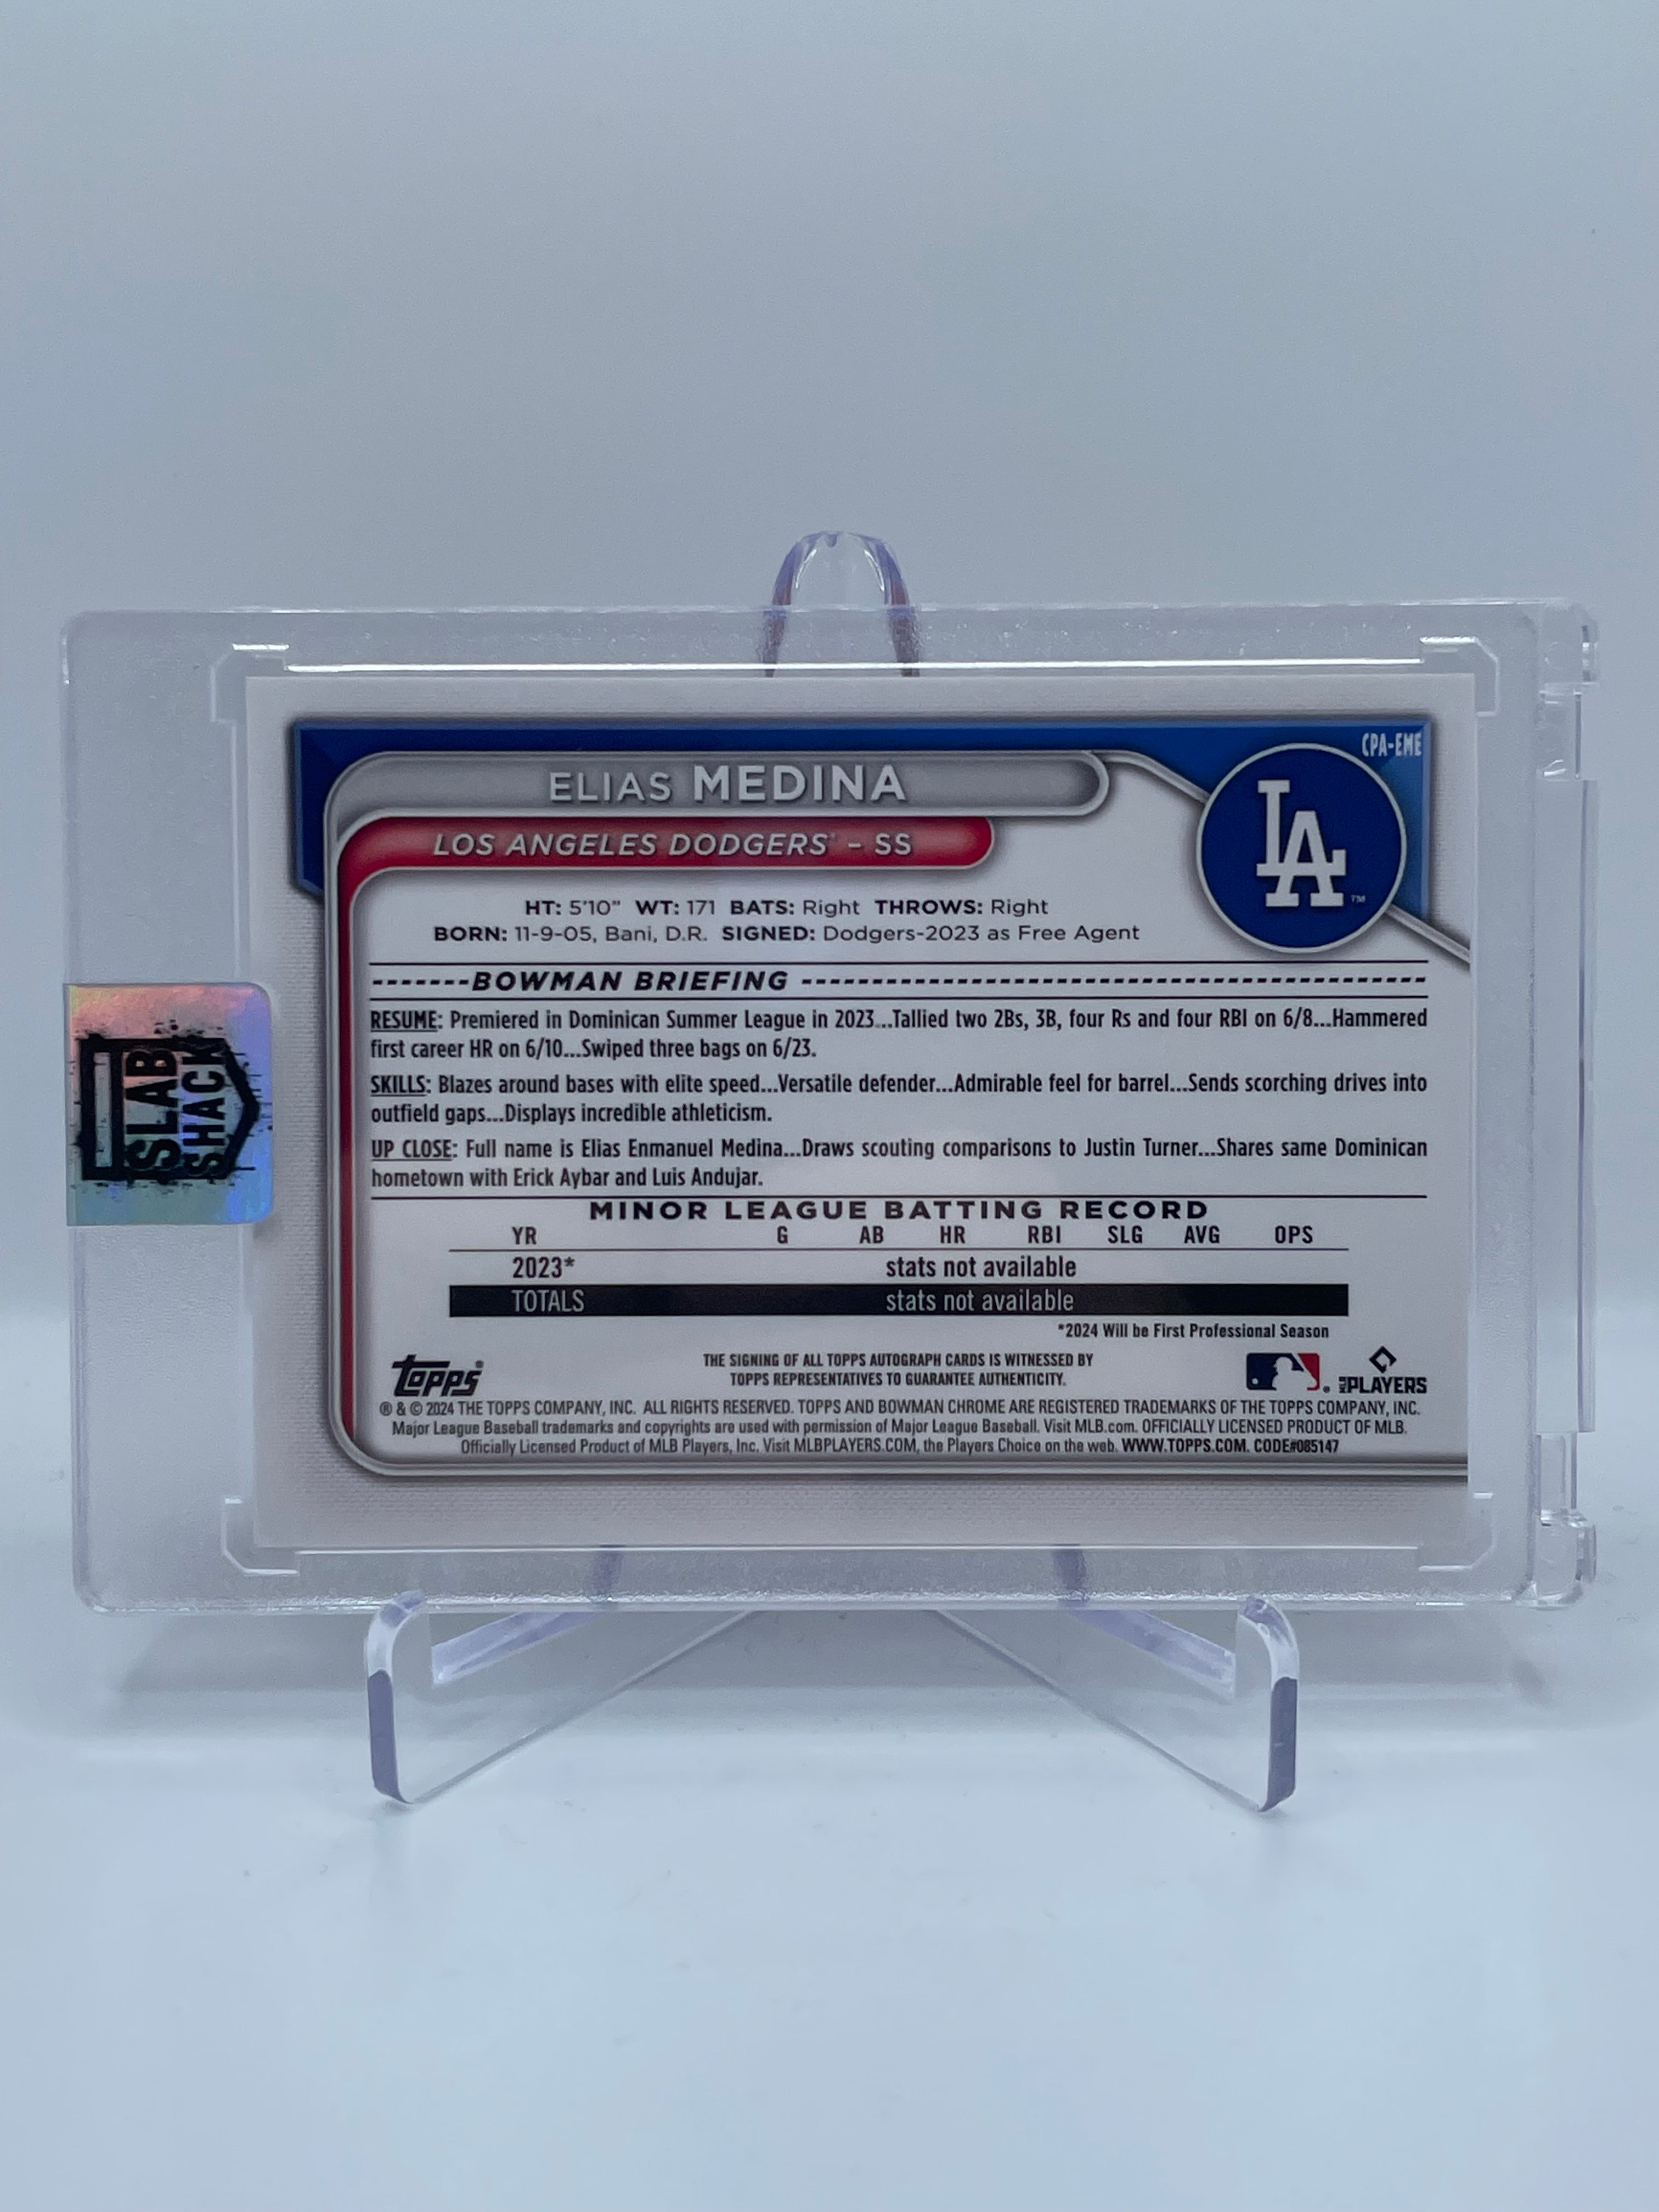 CPA-EME
ELIAS MEDINA
LOS ANGELES DODGERS® - SS
LA™
HT: 5'10" WT: 171 BATS: Right THROWS: Right
BORN: 11-9-05, Bani, D.R. SIGNED: Dodgers-2023 as Free Agent
BOWMAN BRIEFING
RESUME: Premiered in Dominican Summer League in 2023...Tallied two 2Bs, 3B, four Rs and four RBI on 6/8...Hammered
first career HR on 6/10...Swiped three bags on 6/23.
SKILLS: Blazes around bases with elite speed...Versatile defender...Admirable feel for barrel...Sends scorching drives into
outfield gaps...Displays incredible athleticism.
UP CLOSE: Full name is Elias Enmanuel Medina...Draws scouting comparisons to Justin Turner...Shares same Dominican
hometown with Erick Aybar and Luis Andujar.
MINOR LEAGUE BATTING RECORD
YR G AB HR RBI SLG AVG OPS
2023* stats not available
TOTALS stats not available
*2024 Will be First Professional Season
topps®
THE SIGNING OF ALL TOPPS AUTOGRAPH CARDS IS WITNESSED BY
TOPPS REPRESENTATIVES TO GUARANTEE AUTHENTICITY.
MLB PLAYERS
® & © 2024 THE TOPPS COMPANY, INC. ALL RIGHTS RESERVED. TOPPS AND BOWMAN CHROME ARE REGISTERED TRADEMARKS OF THE TOPPS COMPANY, INC.
Major League Baseball trademarks and copyrights are used with permission of Major League Baseball. Visit MLB.com. OFFICIALLY LICENSED PRODUCT OF MLB.
Officially Licensed Product of MLB Players, Inc. Visit MLBPLAYERS.COM, the Players Choice on the web. WWW.TOPPS.COM. CODE#085147
SLAB
SHACK